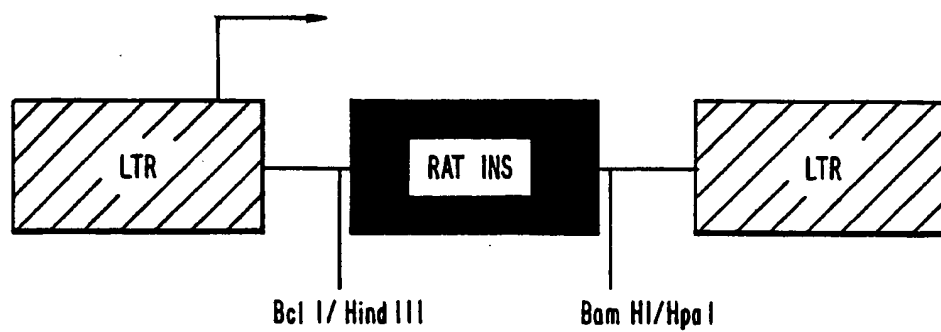 LTR
RAT INS
LTR
Bcl I/ Hind III
Bam HI/Hpa I